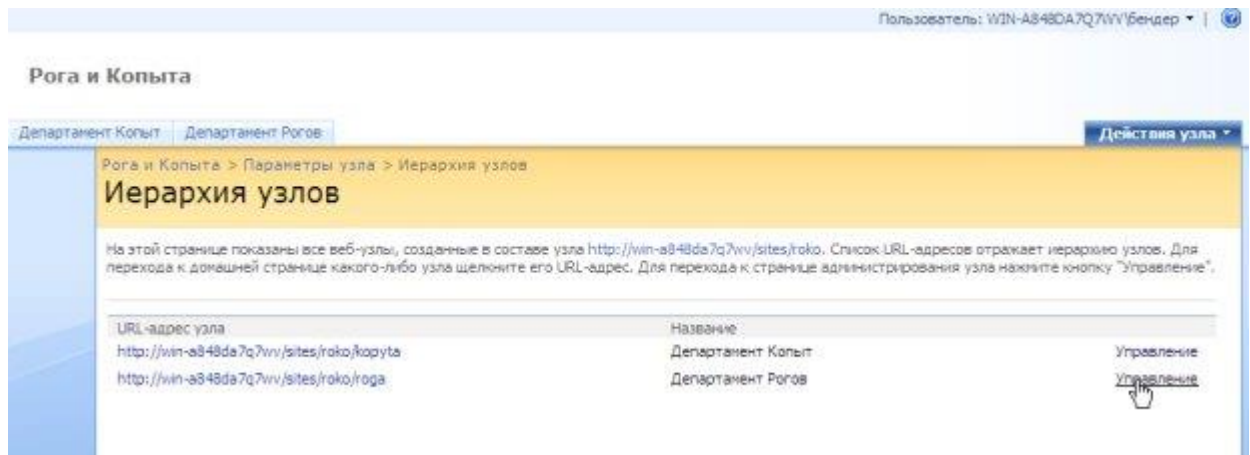 Пользователь: WIN-A848DA7Q7WV\бендер
Рога и Копыта
Департамент Копыт Департамент Рогов Действия узла
Рога и Копыта > Параметры узла > Иерархия узлов
Иерархия узлов
На этой странице показаны все веб-узлы, созданные в составе узла http://win-a848da7q7wv/sites/roko. Список URL-адресов отражает иерархию узлов. Для
перехода к домашней странице какого-либо узла щелкните его URL-адрес. Для перехода к странице администрирования узла нажмите кнопку "Управление".
URL-адрес узла Название
http://win-a848da7q7wv/sites/roko/kopyta Департамент Копыт Управление
http://win-a848da7q7wv/sites/roko/roga Департамент Рогов Управление